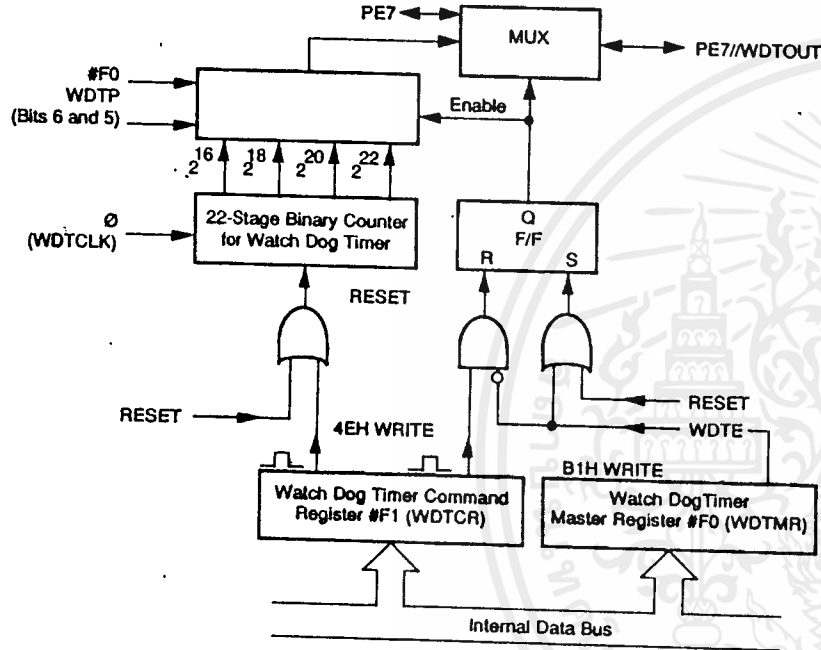 PE7
MUX
PE7//WDTOUT
#F0
WDTP
(Bits 6 and 5)
Enable
2^16 2^18 2^20 2^22
Ø
(WDTCLK)
22-Stage Binary Counter
for Watch Dog Timer
Q
F/F
R S
RESET
RESET
RESET
WDTE
4EH WRITE
B1H WRITE
Watch Dog Timer Command
Register #F1 (WDTCR)
Watch DogTimer
Master Register #F0 (WDTMR)
Internal Data Bus